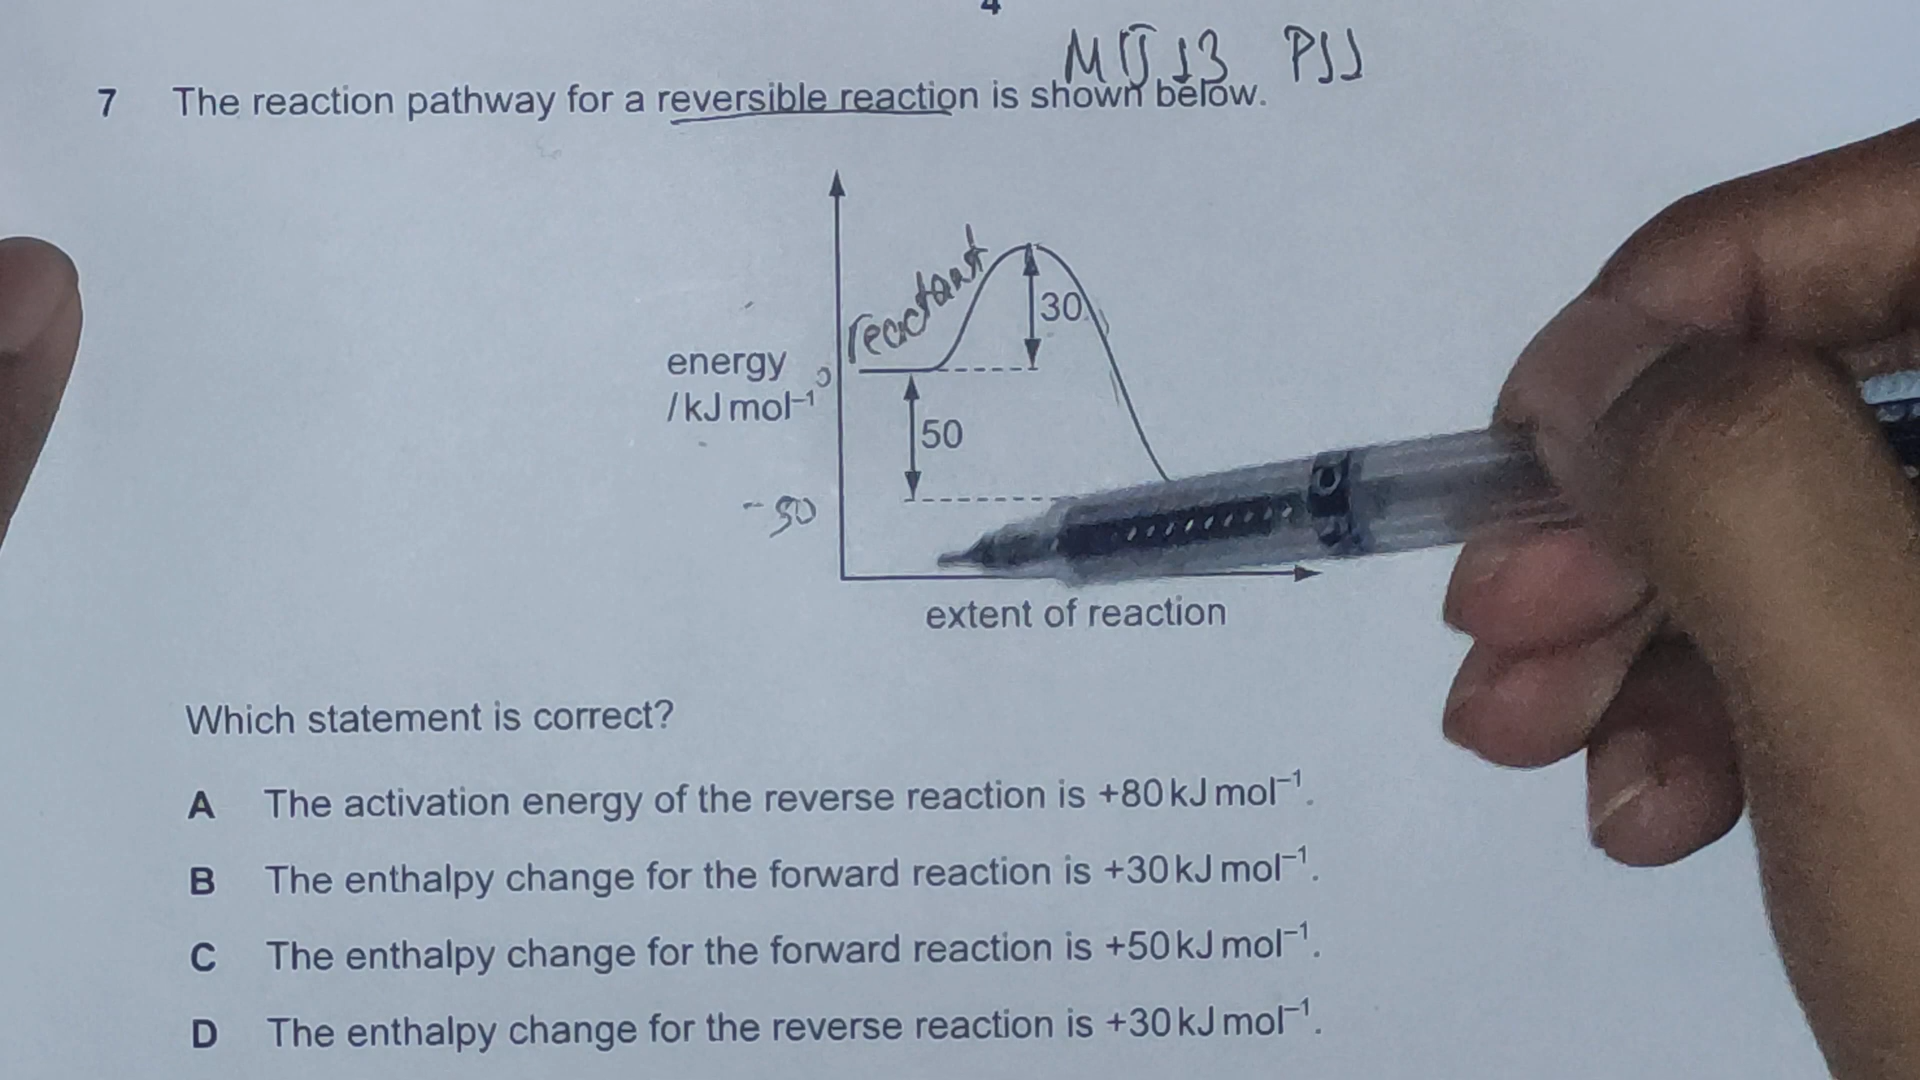 4
MJ 13 P11
7 The reaction pathway for a reversible reaction is shown below.
reactant
30
energy
/ kJ mol⁻¹
0
50
-50
extent of reaction
Which statement is correct?
A The activation energy of the reverse reaction is +80 kJ mol⁻¹.
B The enthalpy change for the forward reaction is +30 kJ mol⁻¹.
C The enthalpy change for the forward reaction is +50 kJ mol⁻¹.
D The enthalpy change for the reverse reaction is +30 kJ mol⁻¹.